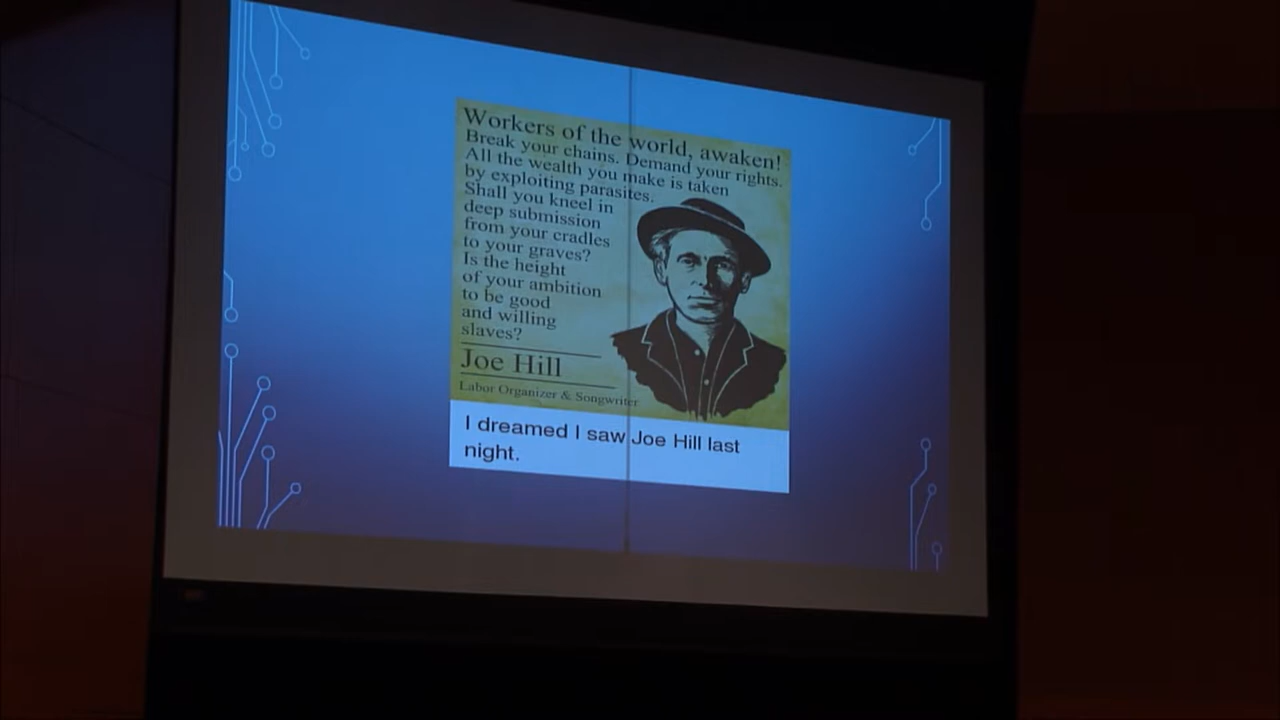 Workers of the world, awaken!
Break your chains. Demand your rights.
All the wealth you make is taken
by exploiting parasites.
Shall you kneel in
deep submission
from your cradles
to your graves?
Is the height
of your ambition
to be good
and willing
slaves?
Joe Hill
Labor Organizer & Songwriter
I dreamed I saw Joe Hill last
night.